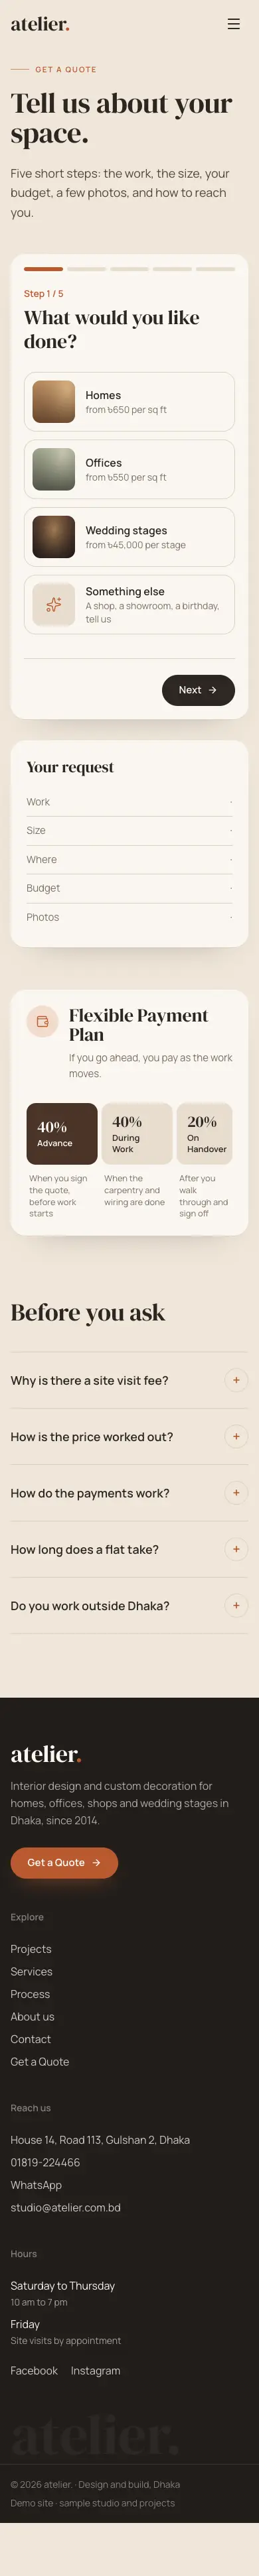 atelier.
GET A QUOTE
Tell us about your
space.
Five short steps: the work, the size, your
budget, a few photos, and how to reach
you.
Step 1 / 5
What would you like
done?
Homes
from ৳650 per sq ft
Offices
from ৳550 per sq ft
Wedding stages
from ৳45,000 per stage
Something else
A shop, a showroom, a birthday,
tell us
Next →
Your request
Work -
Size -
Where -
Budget -
Photos -
Flexible Payment
Plan
If you go ahead, you pay as the work
moves.
40%
Advance
When you sign
the quote,
before work
starts
40%
During
Work
When the
carpentry and
wiring are done
20%
On
Handover
After you
walk
through and
sign off
Before you ask
Why is there a site visit fee? +
How is the price worked out? +
How do the payments work? +
How long does a flat take? +
Do you work outside Dhaka? +
atelier.
Interior design and custom decoration for
homes, offices, shops and wedding stages in
Dhaka, since 2014.
Get a Quote →
Explore
Projects
Services
Process
About us
Contact
Get a Quote
Reach us
House 14, Road 113, Gulshan 2, Dhaka
01819-224466
WhatsApp
studio@atelier.com.bd
Hours
Saturday to Thursday
10 am to 7 pm
Friday
Site visits by appointment
Facebook Instagram
atelier.
© 2026 atelier. · Design and build, Dhaka
Demo site · sample studio and projects